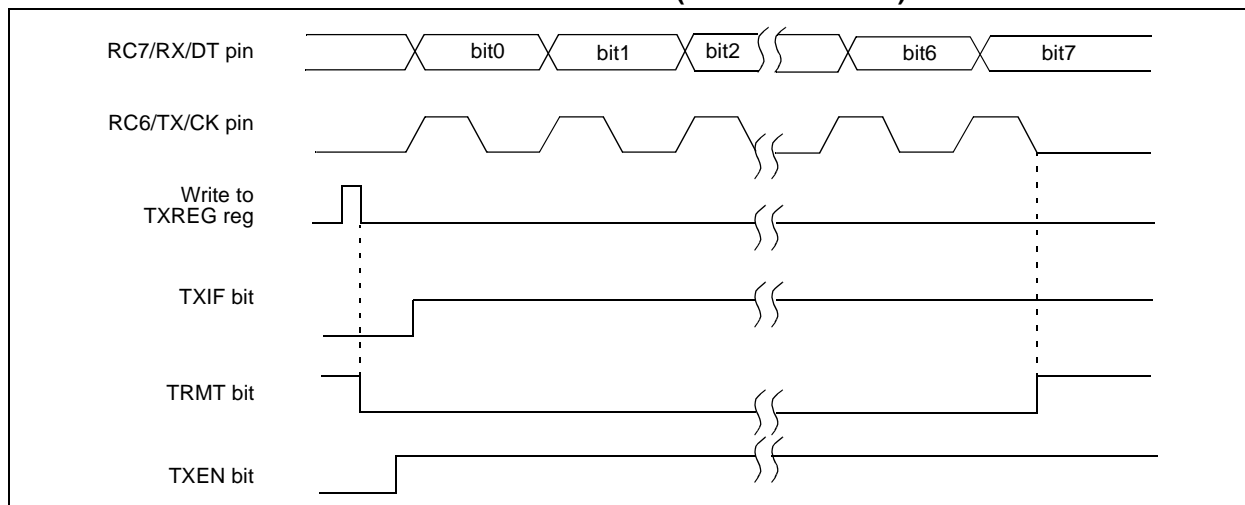 RC7/RX/DT pin
bit0 bit1 bit2 bit6 bit7
RC6/TX/CK pin
Write to
TXREG reg
TXIF bit
TRMT bit
TXEN bit